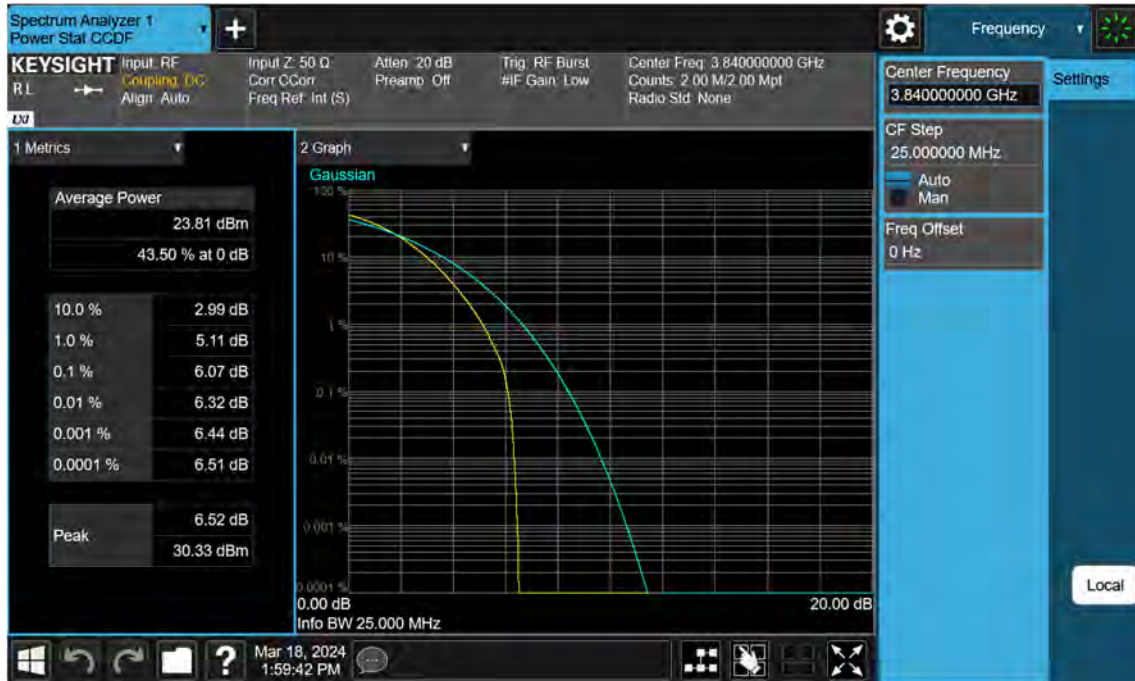 Spectrum Analyzer 1
Power Stat CCDF
Frequency
KEYSIGHT
RL
LXI
Input: RF
Coupling: DC
Align: Auto
Input Z: 50 Ω
Corr CCorr
Freq Ref: Int (S)
Atten: 20 dB
Preamp: Off
Trig: RF Burst
#IF Gain: Low
Center Freq: 3.840000000 GHz
Counts: 2.00 M/2.00 Mpt
Radio Std: None
Center Frequency
3.840000000 GHz
Settings
CF Step
25.000000 MHz
Auto
Man
Freq Offset
0 Hz
1 Metrics
Average Power
23.81 dBm
43.50 % at 0 dB
10.0 % 2.99 dB
1.0 % 5.11 dB
0.1 % 6.07 dB
0.01 % 6.32 dB
0.001 % 6.44 dB
0.0001 % 6.51 dB
Peak
6.52 dB
30.33 dBm
2 Graph
Gaussian
100 %
10 %
1 %
0.1 %
0.01 %
0.001 %
0.0001 %
0.00 dB
20.00 dB
Info BW 25.000 MHz
Local
?
Mar 18, 2024
1:59:42 PM